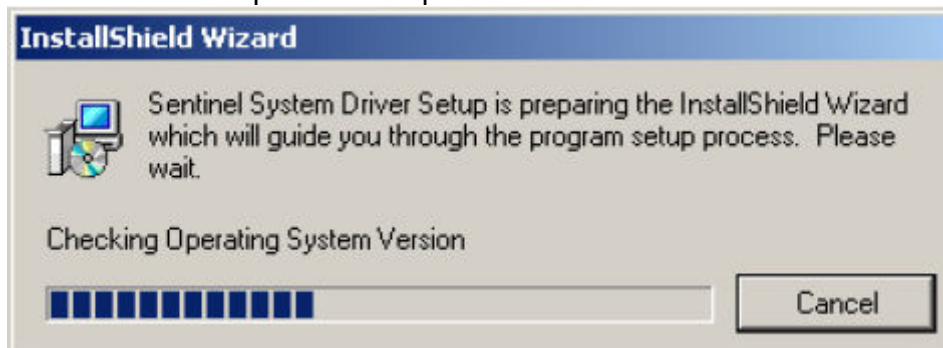 InstallShield Wizard
Sentinel System Driver Setup is preparing the InstallShield Wizard
which will guide you through the program setup process.  Please
wait.
Checking Operating System Version
Cancel